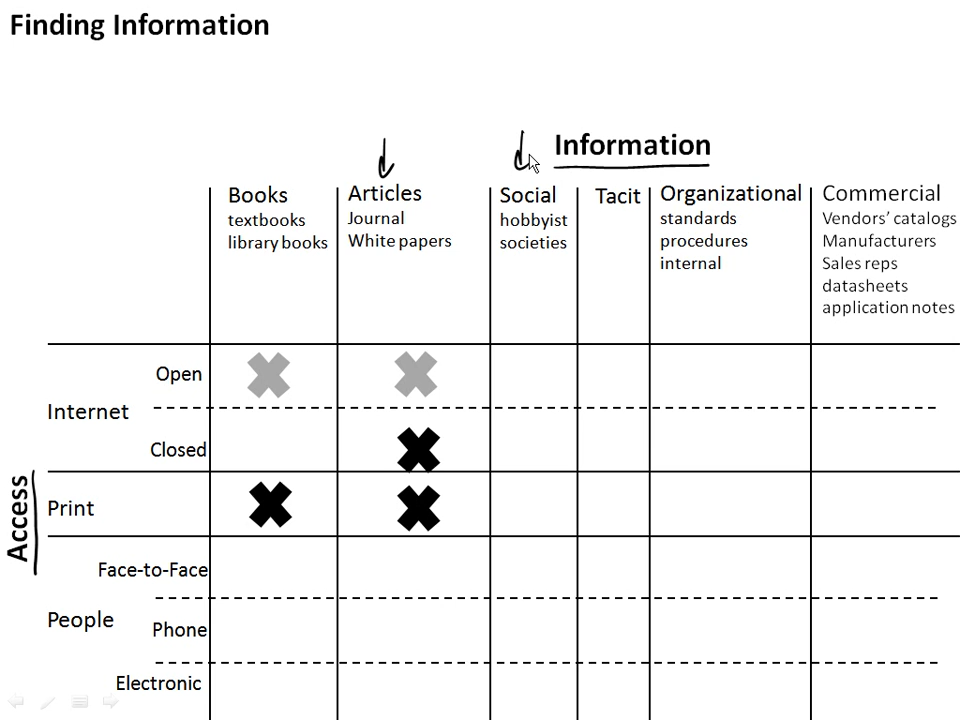 Finding Information
Information
Books
textbooks
library books
Articles
Journal
White papers
Social
hobbyist
societies
Tacit
Organizational
standards
procedures
internal
Commercial
Vendors’ catalogs
Manufacturers
Sales reps
datasheets
application notes
Access
Internet
Open
Closed
Print
People
Face-to-Face
Phone
Electronic